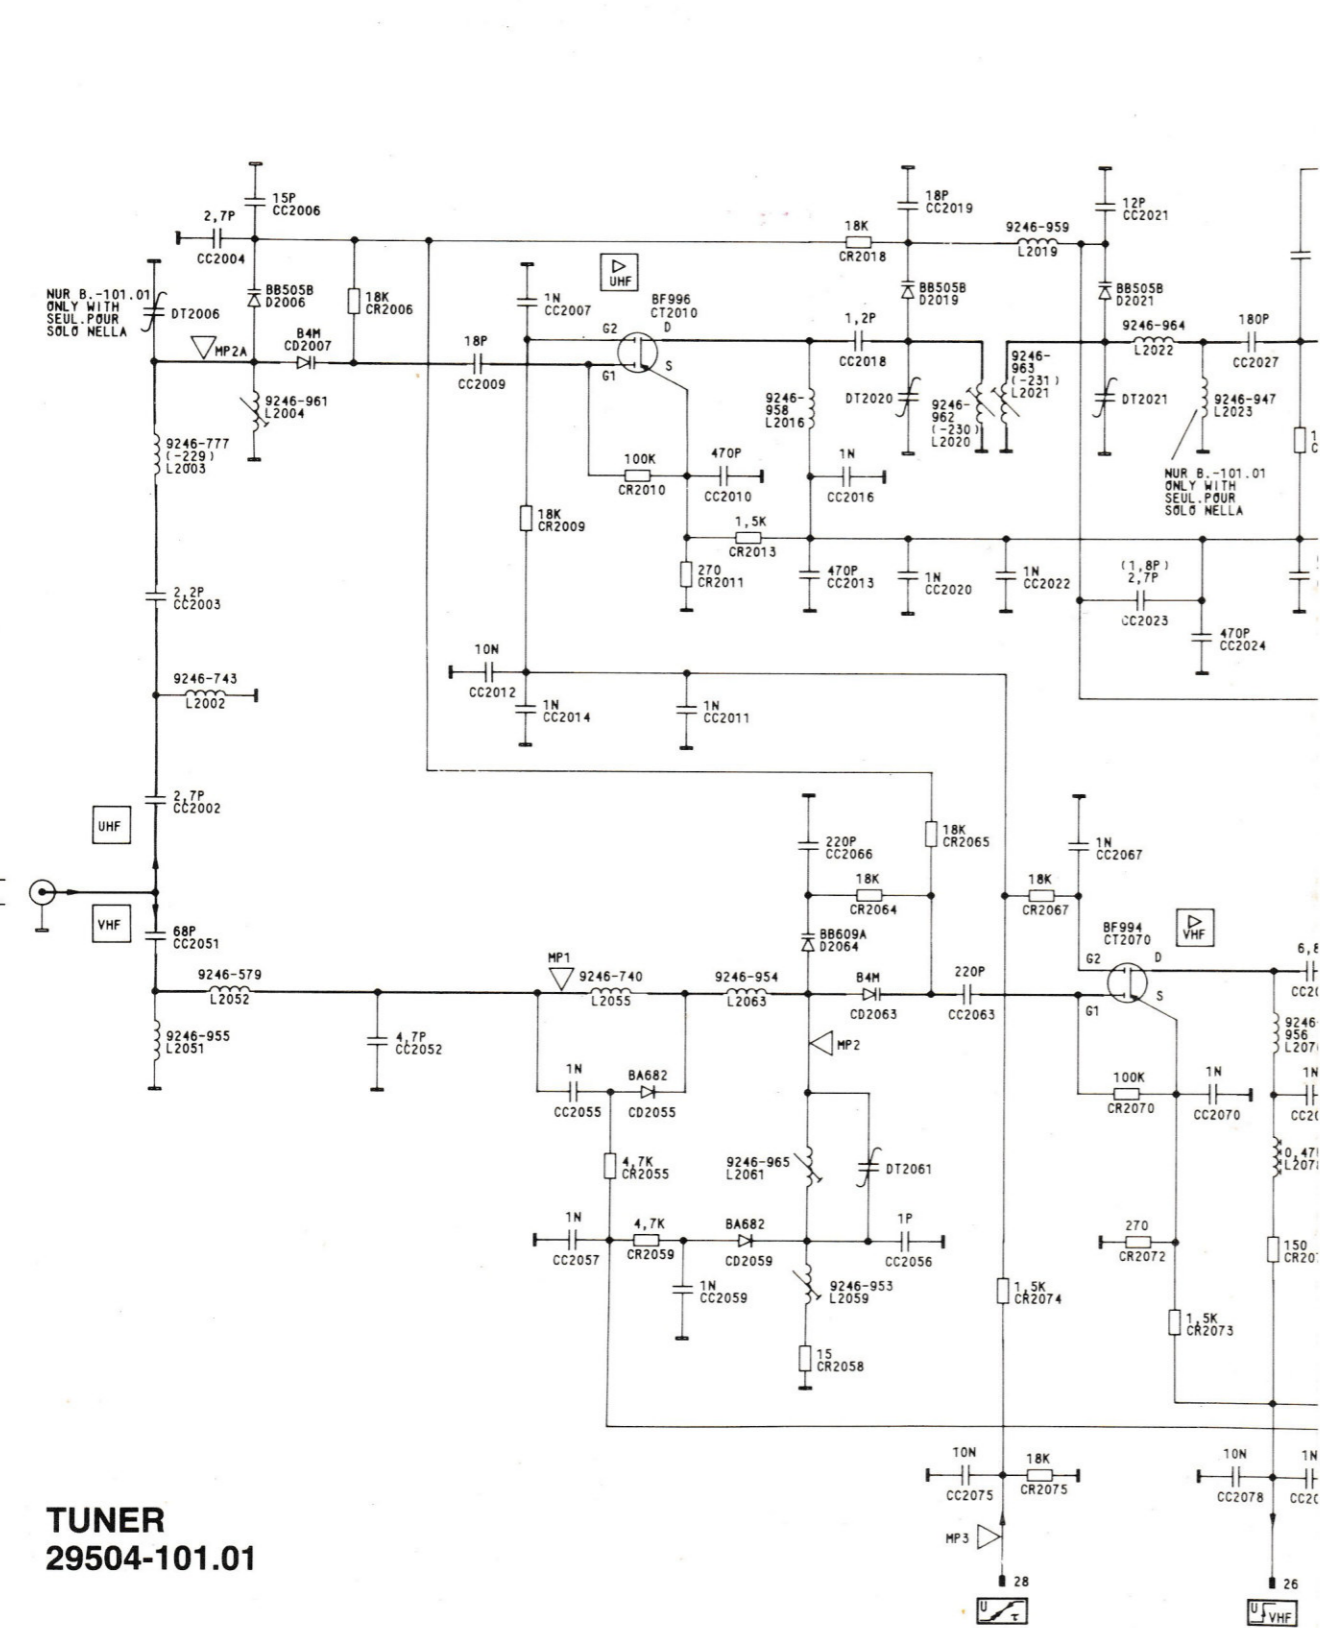 15P
CC2006
2,7P
CC2004
18P
CC2019
12P
CC2021
18K
CR2018
9246-959
L2019
NUR B.-101.01
ONLY WITH
SEUL.POUR
SOLO NELLA
DT2006
BB505B
D2006
18K
CR2006
1N
CC2007
UHF
BF996
CT2010
BB505B
D2019
BB505B
D2021
MP2A
B4M
CD2007
18P
CC2009
G2
D
G1
S
1,2P
CC2018
9246-964
L2022
180P
CC2027
9246-961
L2004
9246-
958
L2016
DT2020
9246-
962
(-230)
L2020
9246-
963
(-231)
L2021
DT2021
9246-947
L2023
9246-777
(-229)
L2003
100K
CR2010
470P
CC2010
1N
CC2016
NUR B.-101.01
ONLY WITH
SEUL.POUR
SOLO NELLA
18K
CR2009
1,5K
CR2013
270
CR2011
470P
CC2013
1N
CC2020
1N
CC2022
(1,8P)
2,7P
CC2023
470P
CC2024
2,2P
CC2003
9246-743
L2002
10N
CC2012
1N
CC2014
1N
CC2011
2,7P
CC2002
UHF
VHF
68P
CC2051
220P
CC2066
18K
CR2065
1N
CC2067
18K
CR2064
18K
CR2067
BB609A
D2064
BF994
CT2070
VHF
9246-579
L2052
MP1
9246-740
L2055
9246-954
L2063
B4M
CD2063
220P
CC2063
G2
D
G1
S
9246-955
L2051
4,7P
CC2052
MP2
9246
956
1N
CC2055
BA682
CD2055
100K
CR2070
1N
CC2070
1N
4,7K
CR2055
9246-965
L2061
DT2061
1N
CC2057
4,7K
CR2059
BA682
CD2059
1P
CC2056
270
CR2072
150
1N
CC2059
9246-953
L2059
1,5K
CR2074
1,5K
CR2073
15
CR2058
10N
CC2075
18K
CR2075
10N
CC2078
1N
MP3
28
26
U
τ
U
VHF
TUNER
29504-101.01